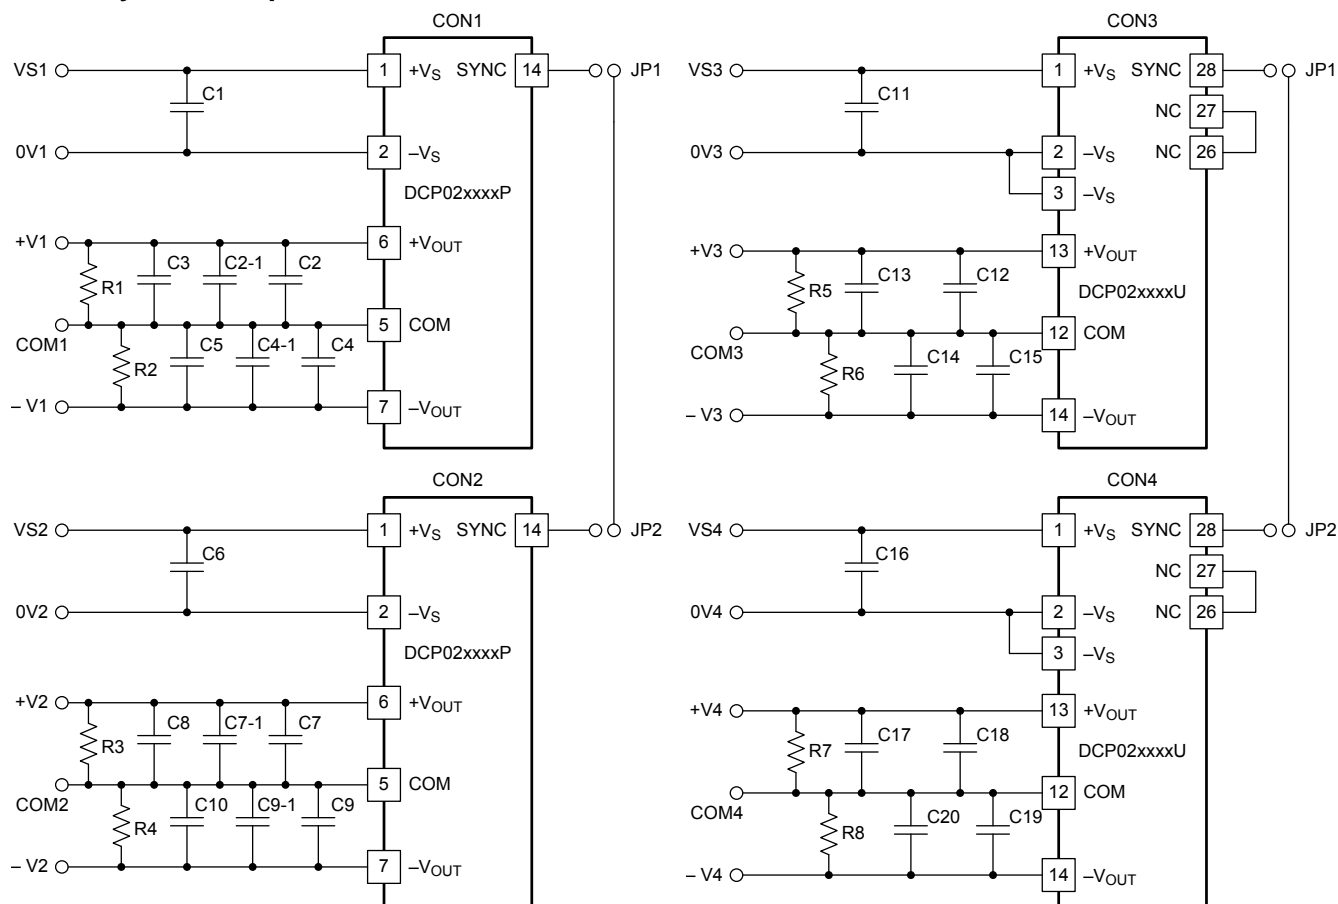 CON1
VS1
1
+VS
SYNC
14
JP1
C1
0V1
2
–VS
DCP02xxxxP
+V1
6
+VOUT
R1
C3
C2-1
C2
COM1
5
COM
R2
C5
C4-1
C4
– V1
7
–VOUT
CON2
VS2
1
+VS
SYNC
14
JP2
C6
0V2
2
–VS
DCP02xxxxP
+V2
6
+VOUT
R3
C8
C7-1
C7
COM2
5
COM
R4
C10
C9-1
C9
– V2
7
–VOUT
CON3
VS3
1
+VS
SYNC
28
JP1
C11
NC
27
0V3
2
–VS
NC
26
3
–VS
+V3
13
+VOUT
R5
C13
C12
DCP02xxxxU
COM3
12
COM
R6
C14
C15
– V3
14
–VOUT
CON4
VS4
1
+VS
SYNC
28
JP2
C16
NC
27
0V4
2
–VS
NC
26
3
–VS
+V4
13
+VOUT
R7
C17
C18
DCP02xxxxU
COM4
12
COM
R8
C20
C19
– V4
14
–VOUT